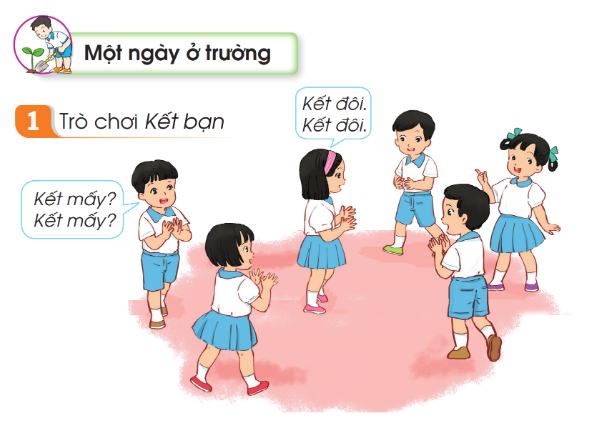 Một ngày ở trường
1 Trò chơi Kết bạn
Kết đôi.
Kết đôi.
Kết mấy?
Kết mấy?